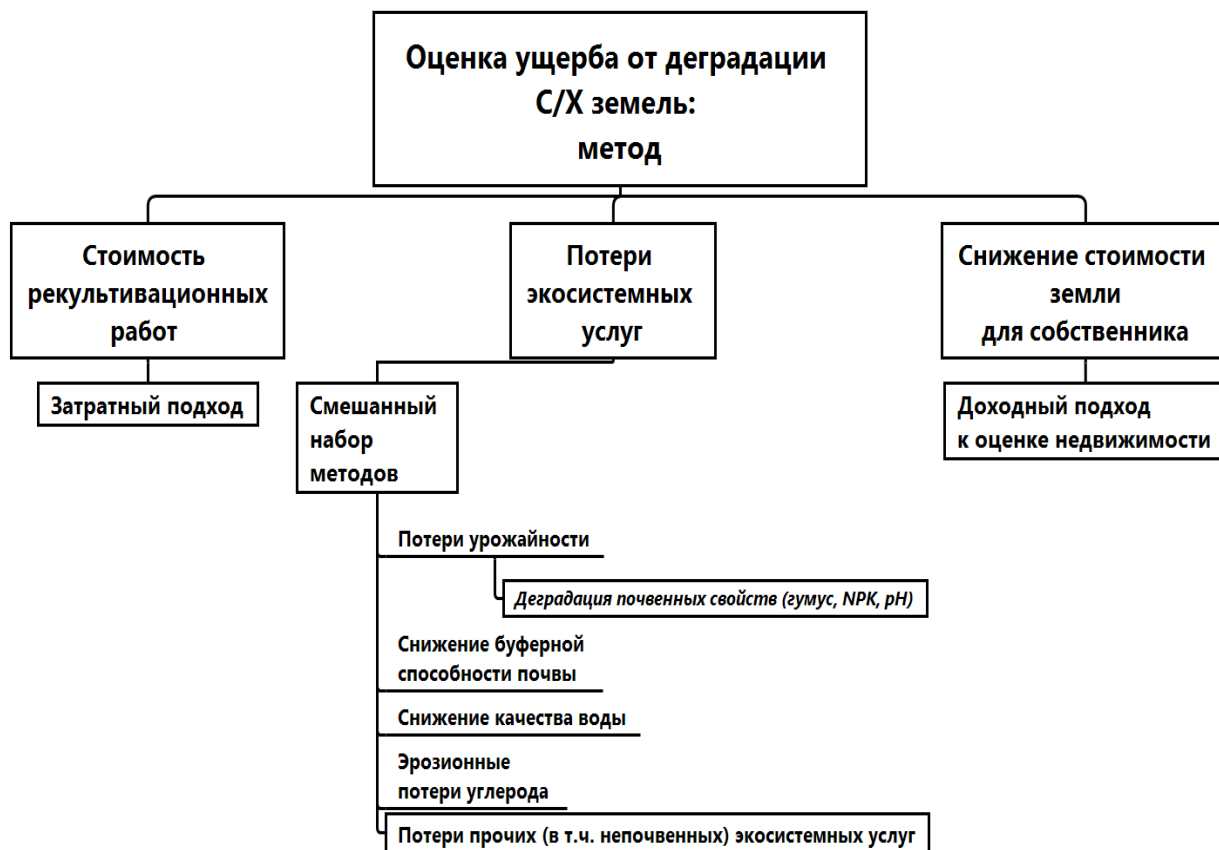 Оценка ущерба от деградации
С/Х земель:
метод
Стоимость
рекультивационных
работ
Затратный подход
Потери
экосистемных
услуг
Смешанный
набор
методов
Потери урожайности
Деградация почвенных свойств (гумус, NPK, pH)
Снижение буферной
способности почвы
Снижение качества воды
Эрозионные
потери углерода
Потери прочих (в т.ч. непочвенных) экосистемных услуг
Снижение стоимости
земли
для собственника
Доходный подход
к оценке недвижимости